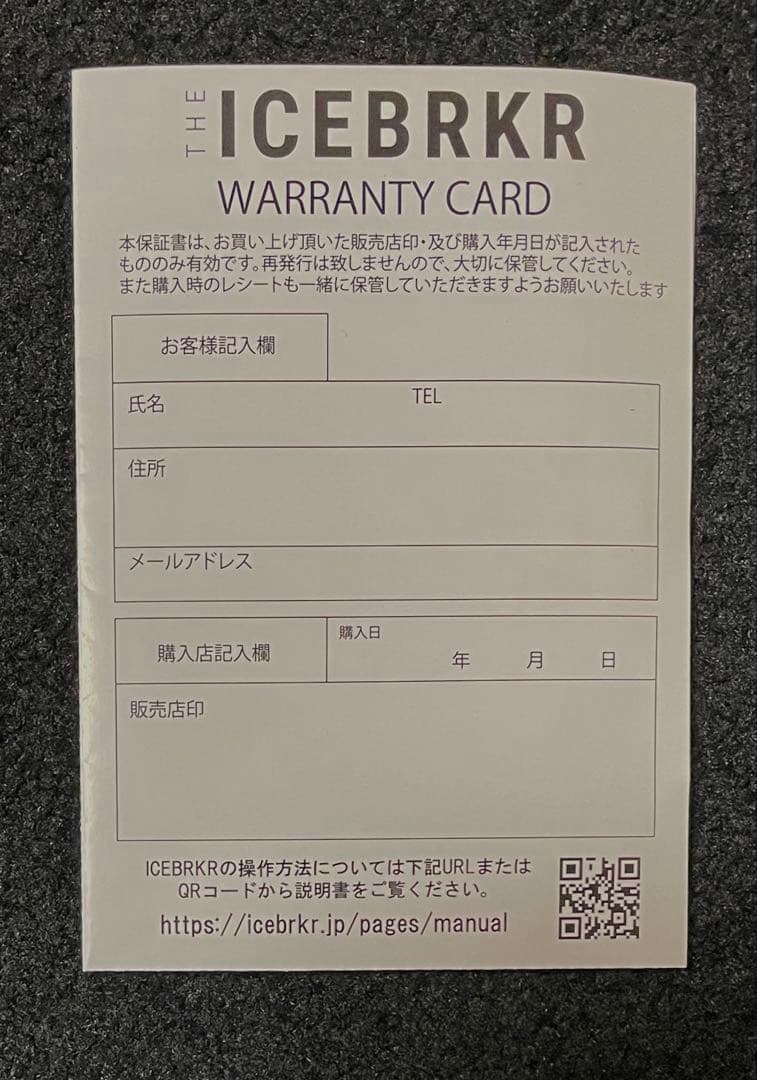 THE ICEBRKR
WARRANTY CARD
本保証書は、お買い上げ頂いた販売店印・及び購入年月日が記入された
もののみ有効です。再発行は致しませんので、大切に保管してください。
また購入時のレシートも一緒に保管していただきますようお願いいたします
お客様記入欄
氏名 TEL
住所
メールアドレス
購入店記入欄
購入日
年 月 日
販売店印
ICEBRKRの操作方法については下記URLまたは
QRコードから説明書をご覧ください。
https://icebrkr.jp/pages/manual